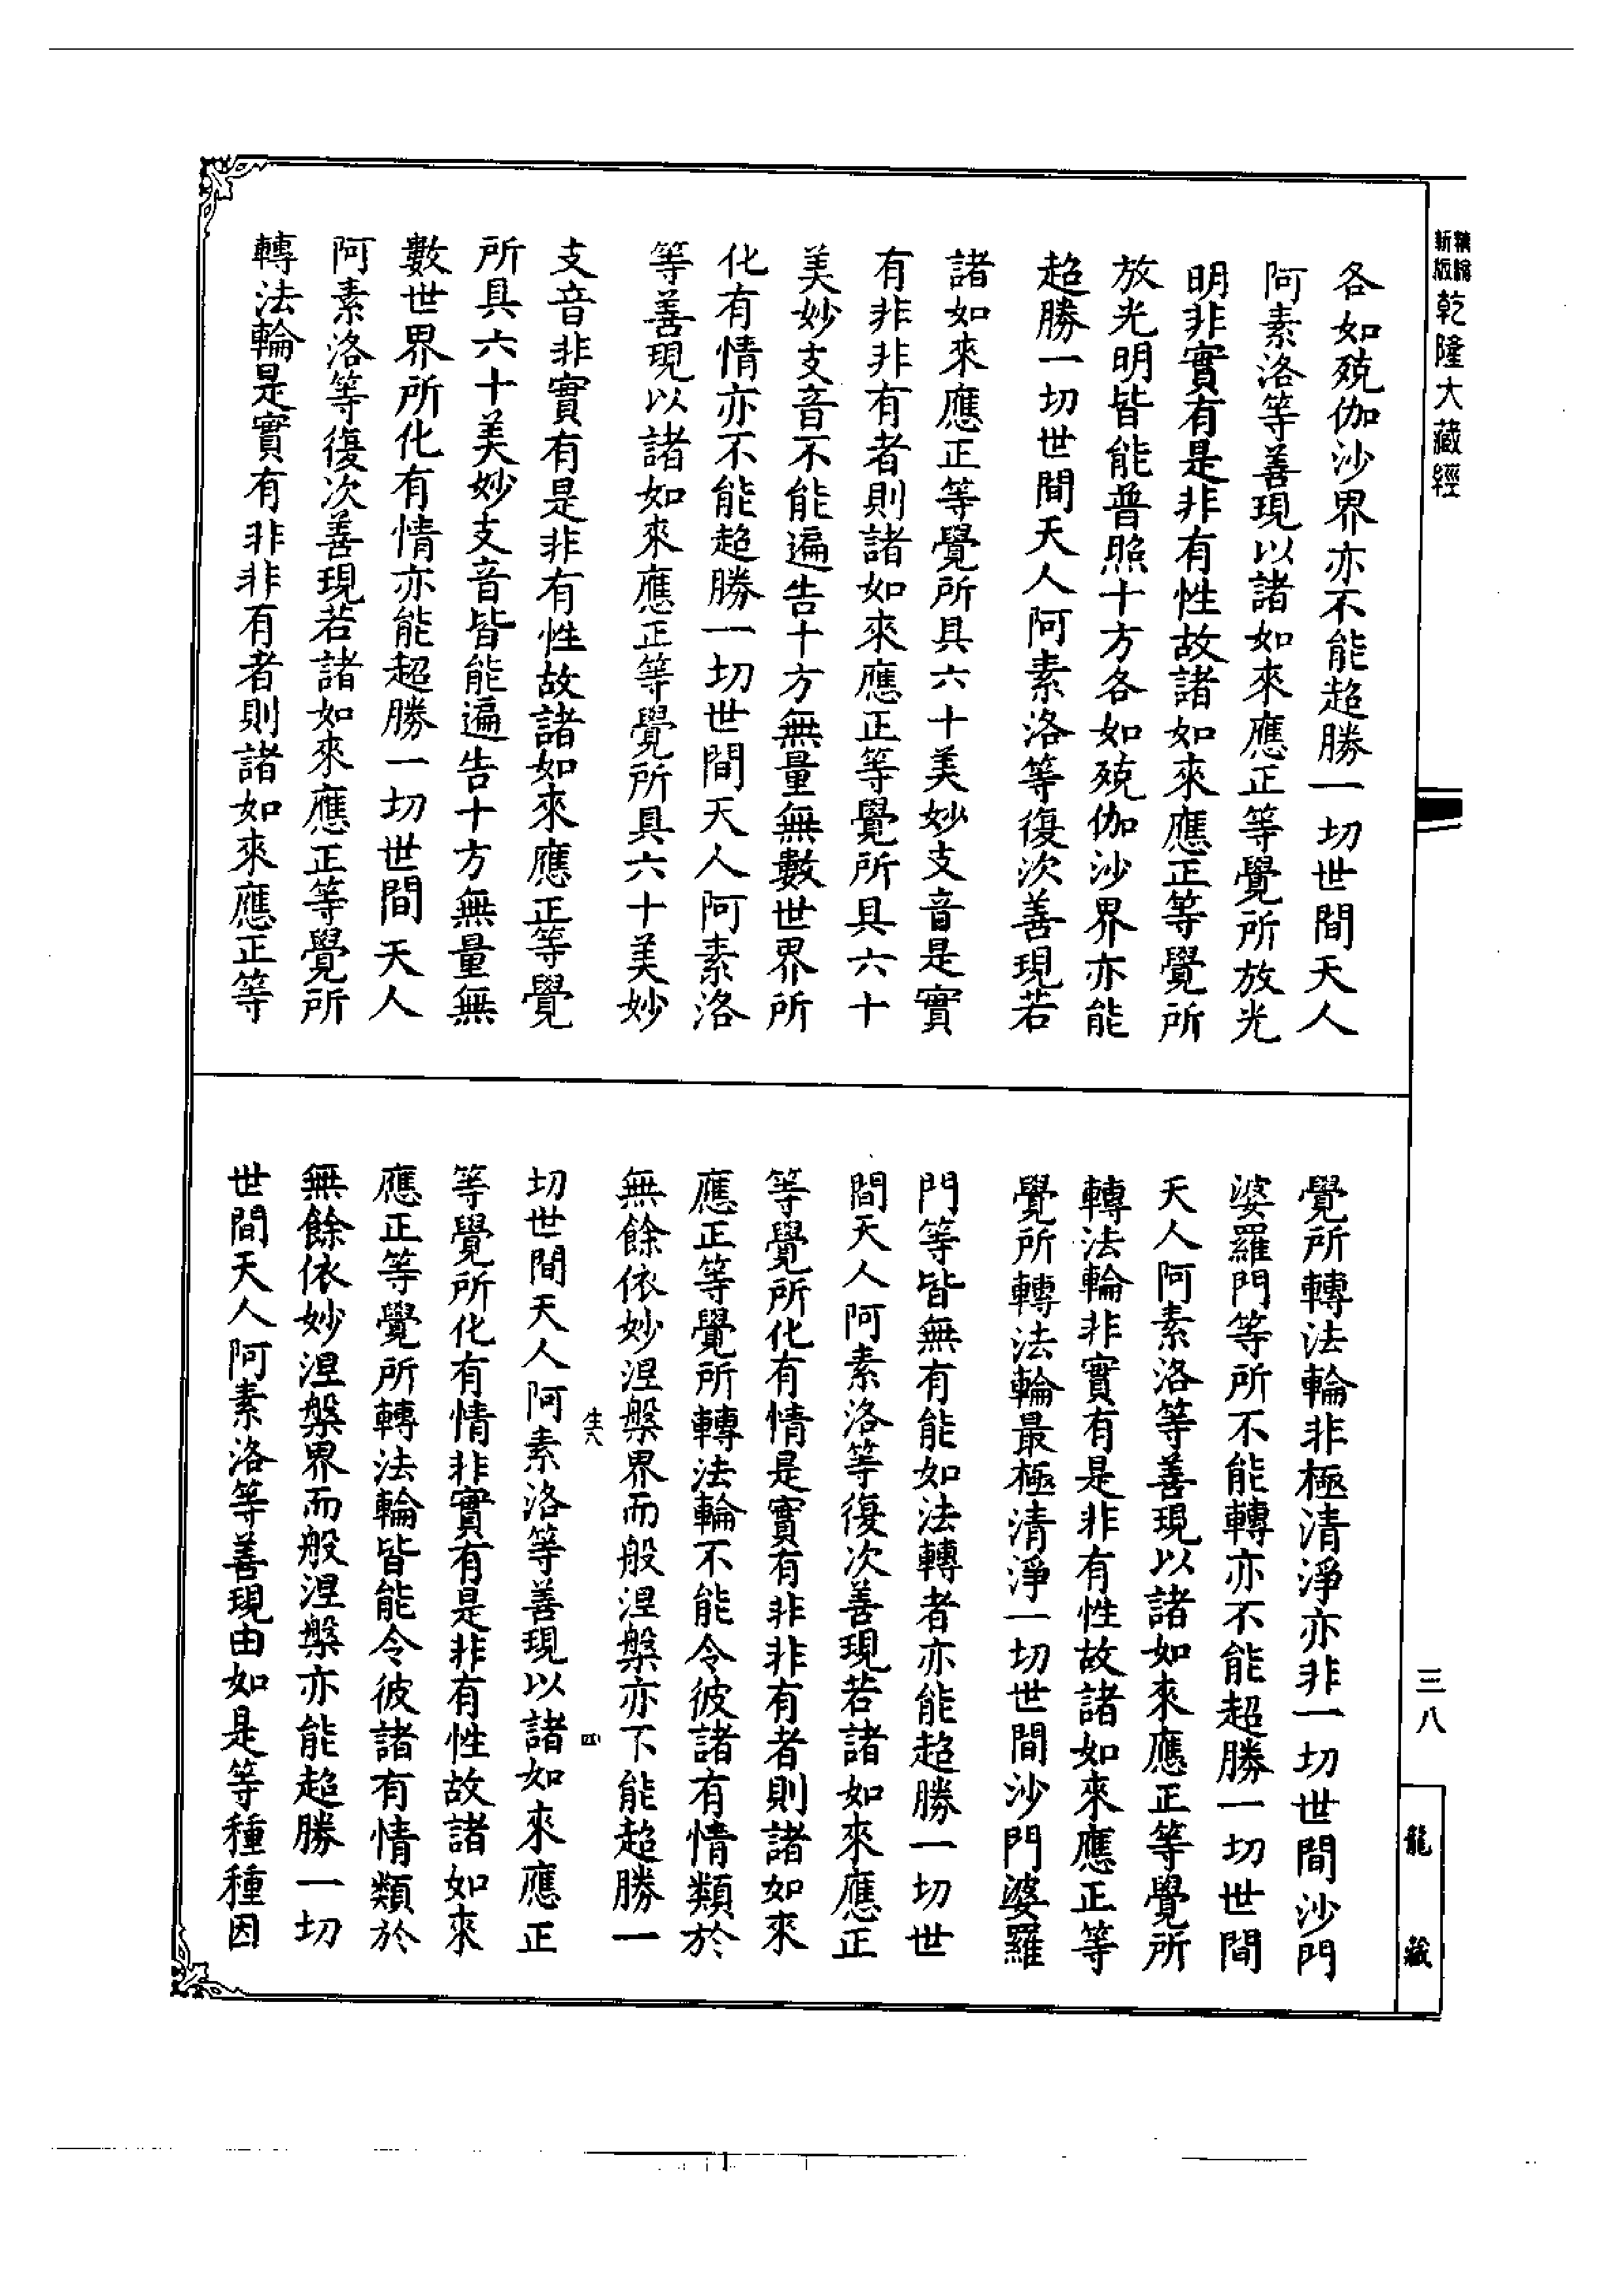 新版精編乾隆大藏經
各如殑伽沙界亦不能超勝一切世間天人
阿素洛等善現以諸如來應正等覺所放光
明非實有是非有性故諸如來應正等覺所
放光明皆能普照十方各如殑伽沙界亦能
超勝一切世間天人阿素洛等復次善現若
諸如來應正等覺所具六十美妙支音是實
有非非有者則諸如來應正等覺所具六十
美妙支音不能遍告十方無量無數世界所
化有情亦不能超勝一切世間天人阿素洛
等善現以諸如來應正等覺所具六十美妙
支音非實有是非有性故諸如來應正等覺
所具六十美妙支音皆能遍告十方無量無
數世界所化有情亦能超勝一切世間天人
阿素洛等復次善現若諸如來應正等覺所
轉法輪是實有非非有者則諸如來應正等
覺所轉法輪非極清淨亦非一切世間沙門
婆羅門等所不能轉亦不能超勝一切世間
天人阿素洛等善現以諸如來應正等覺所
轉法輪非實有是非有性故諸如來應正等
覺所轉法輪最極清淨一切世間沙門婆羅
門等皆無有能如法轉者亦能超勝一切世
間天人阿素洛等復次善現若諸如來應正
等覺所化有情是實有非非有者則諸如來
應正等覺所轉法輪不能令彼諸有情類於
無餘依妙涅槃界而般涅槃亦不能超勝一
生八 四
切世間天人阿素洛等善現以諸如來應正
等覺所化有情非實有是非有性故諸如來
應正等覺所轉法輪皆能令彼諸有情類於
無餘依妙涅槃界而般涅槃亦能超勝一切
世間天人阿素洛等善現由如是等種種因
三八
龍藏